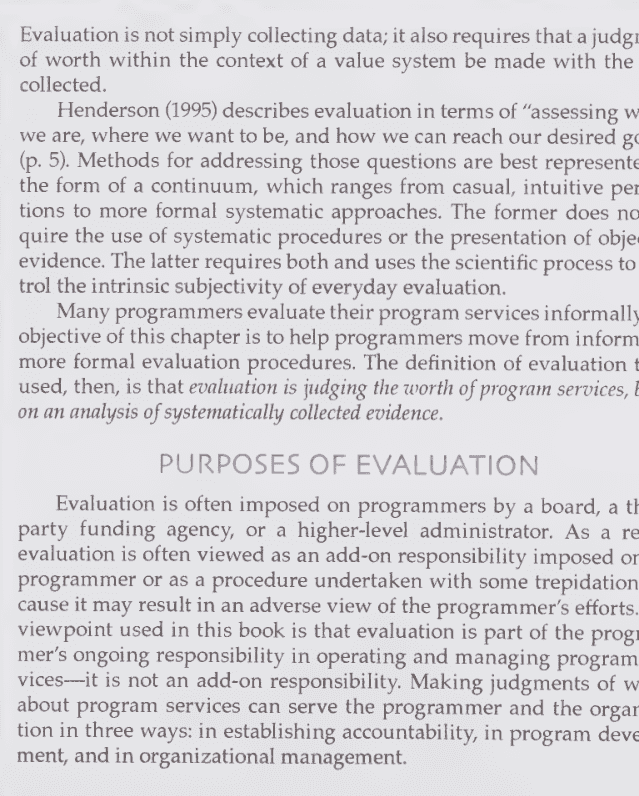 Evaluation is not simply collecting data; it also requires that a judgr
of worth within the context of a value system be made with the
collected.
Henderson (1995) describes evaluation in terms of “assessing w
we are, where we want to be, and how we can reach our desired go
(p. 5). Methods for addressing those questions are best represente
the form of a continuum, which ranges from casual, intuitive per
tions to more formal systematic approaches. The former does no
quire the use of systematic procedures or the presentation of obje
evidence. The latter requires both and uses the scientific process to
trol the intrinsic subjectivity of everyday evaluation.
Many programmers evaluate their program services informally
objective of this chapter is to help programmers move from inform
more formal evaluation procedures. The definition of evaluation t
used, then, is that evaluation is judging the worth of program services, b
on an analysis of systematically collected evidence.
PURPOSES OF EVALUATION
Evaluation is often imposed on programmers by a board, a th
party funding agency, or a higher-level administrator. As a re
evaluation is often viewed as an add-on responsibility imposed on
programmer or as a procedure undertaken with some trepidation
cause it may result in an adverse view of the programmer’s efforts.
viewpoint used in this book is that evaluation is part of the progr
mer’s ongoing responsibility in operating and managing program
vices—it is not an add-on responsibility. Making judgments of w
about program services can serve the programmer and the organ
tion in three ways: in establishing accountability, in program deve
ment, and in organizational management.